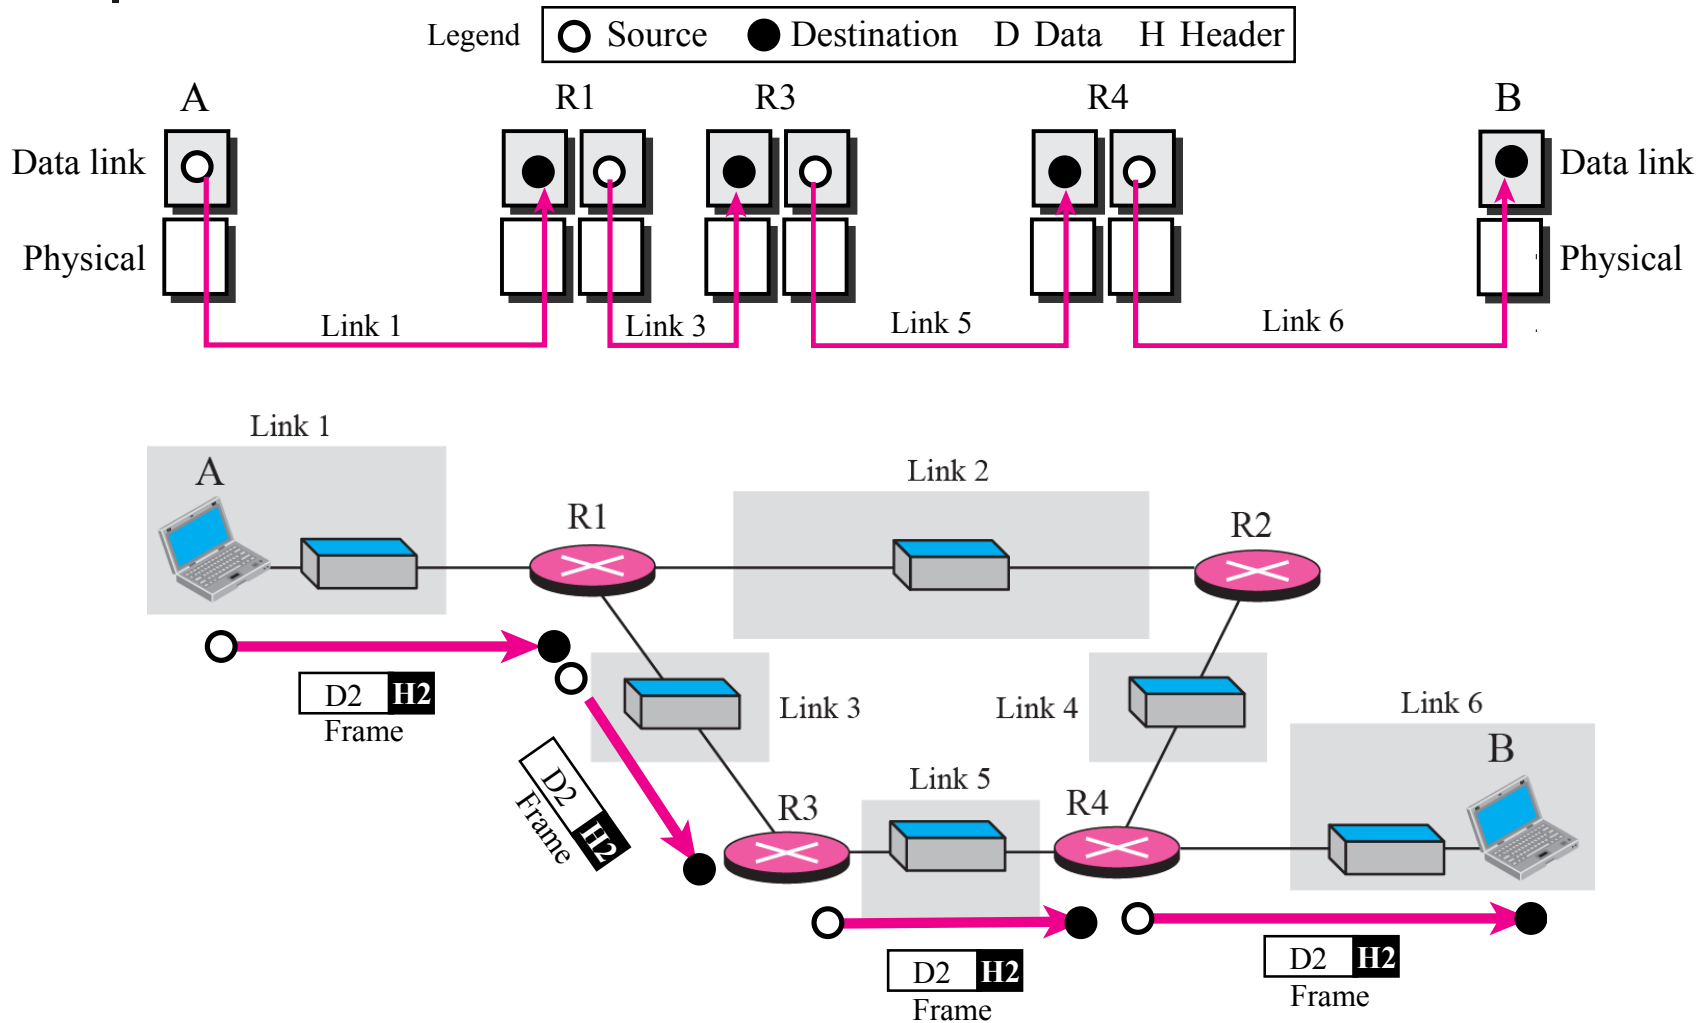 Legend Source Destination D Data H Header
A R1 R3 R4 B
Data link Data link
Physical Physical
Link 1 Link 3 Link 5 Link 6
Link 1
A
Link 2
R1
R2
D2 H2
Frame
Link 3
Link 4
Link 6
B
D2 H2
Frame
Link 5
R3
R4
D2 H2
Frame
D2 H2
Frame